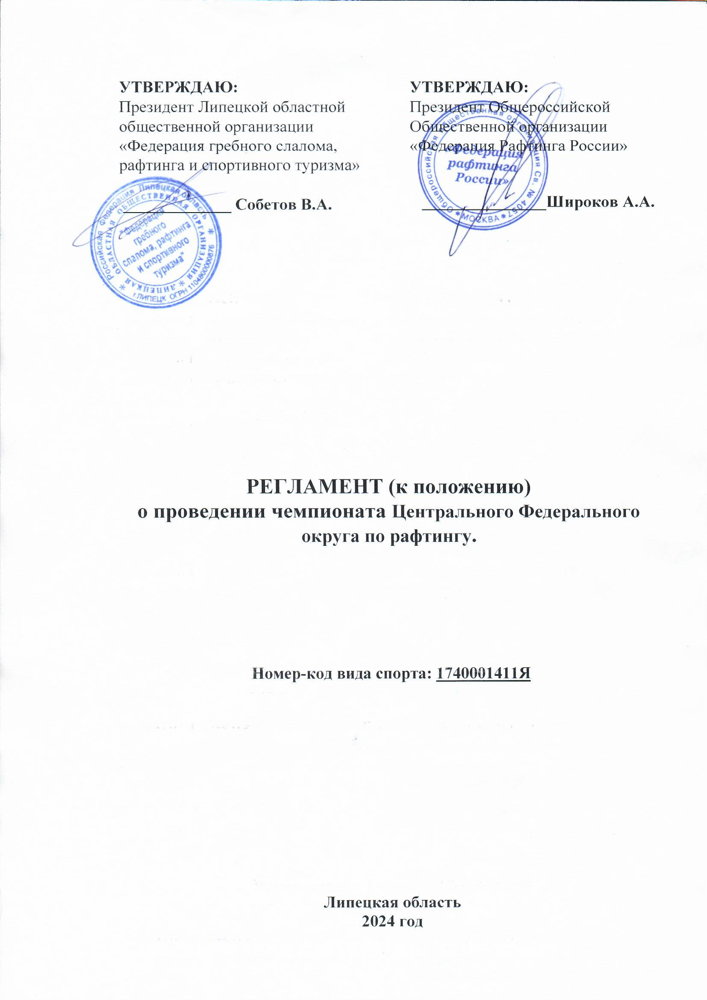 УТВЕРЖДАЮ:
Президент Липецкой областной
общественной организации
«Федерация гребного слалома,
рафтинга и спортивного туризма»
Собетов В.А.
Российская Федерация Липецкая область
г.ЛИПЕЦК ОГРН 1104800000876
ЛИПЕЦКАЯ ОБЛАСТНАЯ ОБЩЕСТВЕННАЯ ОРГАНИЗАЦИЯ
"Федерация
гребного
слалома, рафтинга
и спортивного
туризма"
УТВЕРЖДАЮ:
Президент Общероссийской
Общественной организации
«Федерация Рафтинга России»
Широков А.А.
Общероссийская общественная организация Св. № 4057
МОСКВА
«Федерация
рафтинга
России»
РЕГЛАМЕНТ (к положению)
о проведении чемпионата Центрального Федерального
округа по рафтингу.
Номер-код вида спорта: 1740001411Я
Липецкая область
2024 год